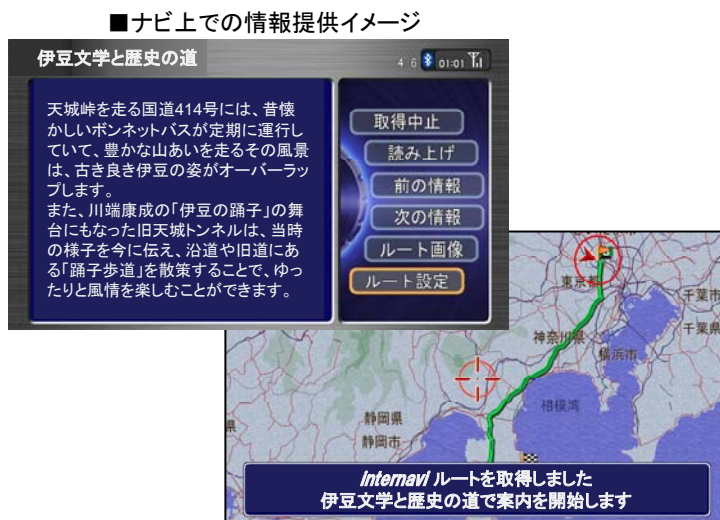 ■ナビ上での情報提供イメージ
伊豆文学と歴史の道
4 6 01:01
天城峠を走る国道414号には、昔懐
かしいボンネットバスが定期に運行し
ていて、豊かな山あいを走るその風景
は、古き良き伊豆の姿がオーバーラッ
プします。
また、川端康成の「伊豆の踊子」の舞
台にもなった旧天城トンネルは、当時
の様子を今に伝え、沿道や旧道にあ
る「踊子歩道」を散策することで、ゆっ
たりと風情を楽しむことができます。
取得中止
読み上げ
前の情報
次の情報
ルート画像
ルート設定
東京都
千葉市
千葉県
神奈川県
横浜市
相模湾
静岡県
静岡市
県
internavi ルートを取得しました
伊豆文学と歴史の道で案内を開始します